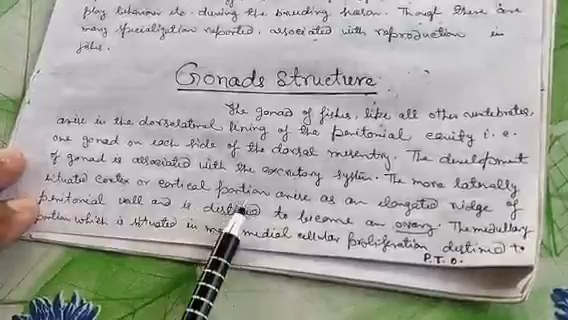 play behaviour etc. during the breeding season. Though there are
many specialization reported, associated with reproduction in
fishes.
Gonads Structure
The gonad of fishes, like all other vertebrates,
arise in the dorsolateral lining of the peritonial cavity i.e.
one gonad on each side of the dorsal mesentry. The development
of gonad is associated with the excretory system. The more laterally
situated cortex or cortical portion arise as an elongated ridge of
peritonial wall and is destined to become an ovary. The medullary
portion which is situated in medial cellular proliferation destined to
P.T.O.